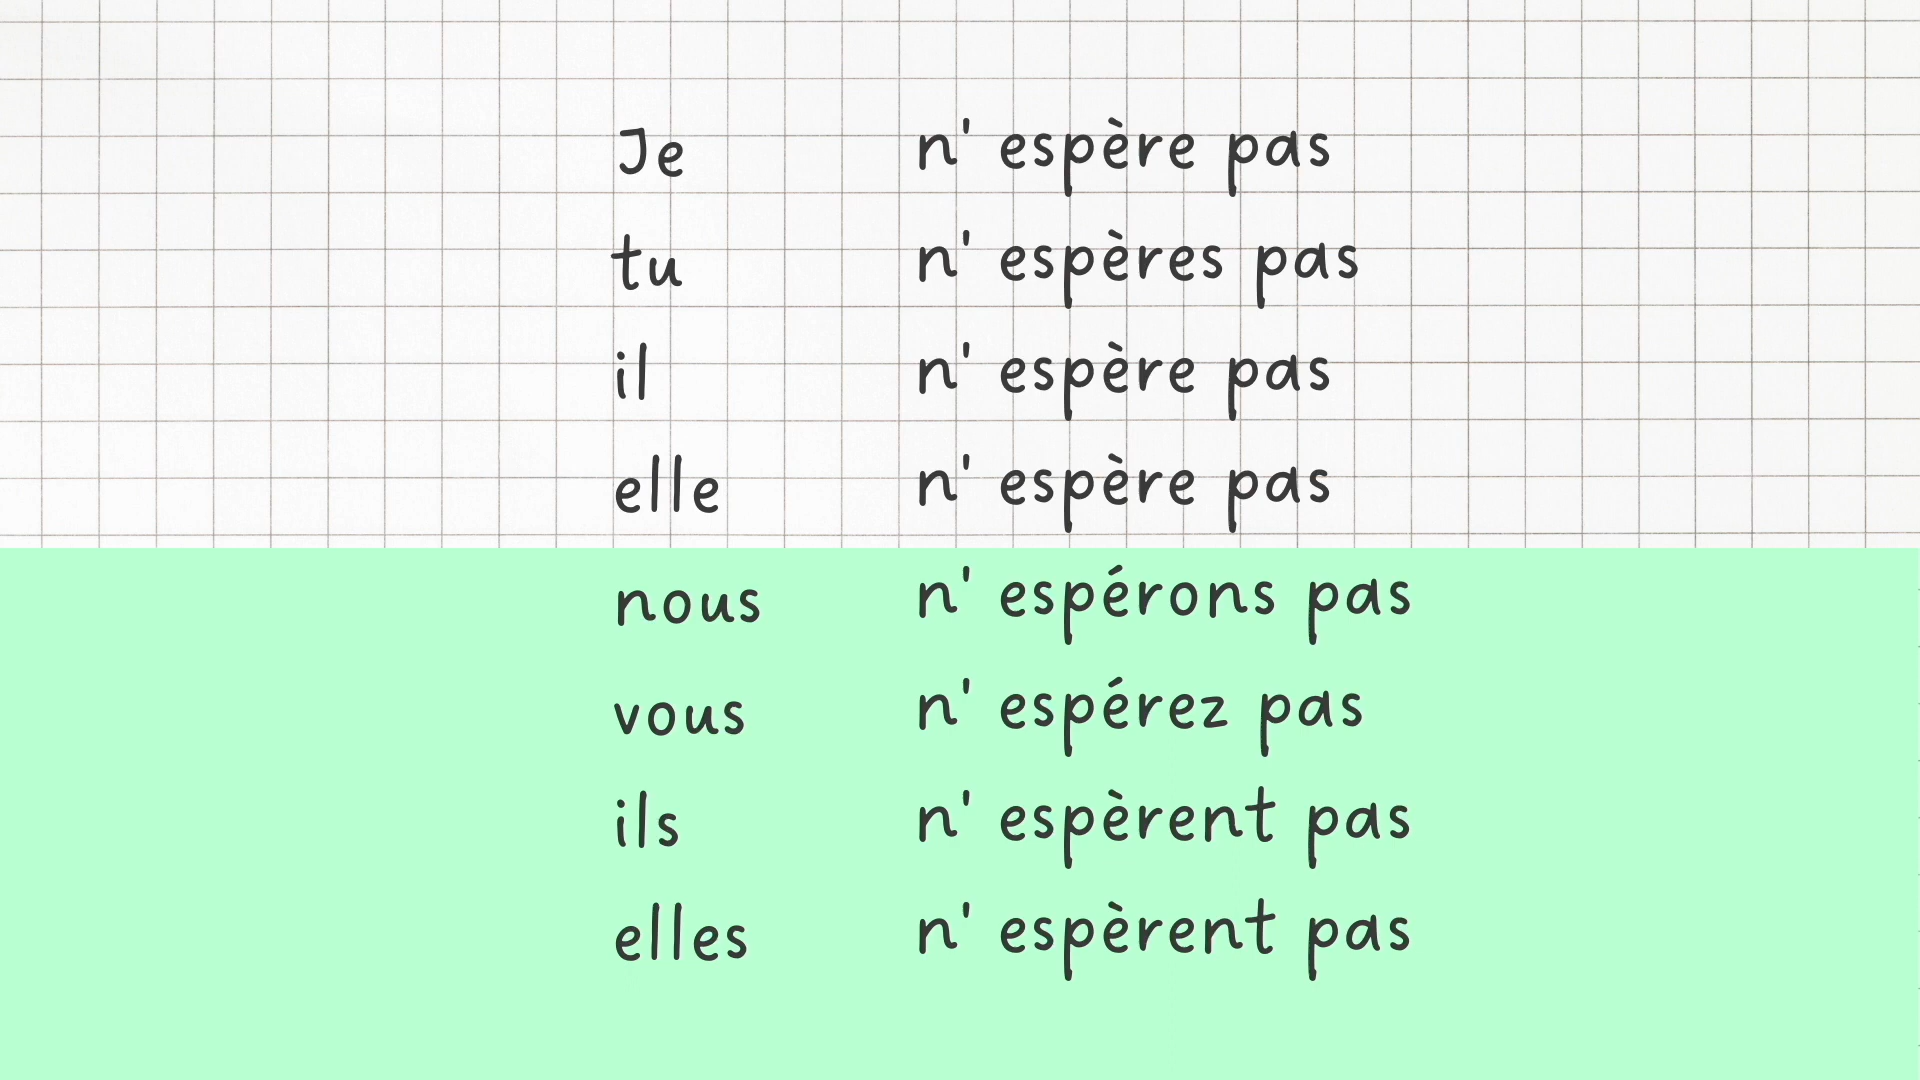 Je n' espère pas
tu n' espères pas
il n' espère pas
elle n' espère pas
nous n' espérons pas
vous n' espérez pas
ils n' espèrent pas
elles n' espèrent pas